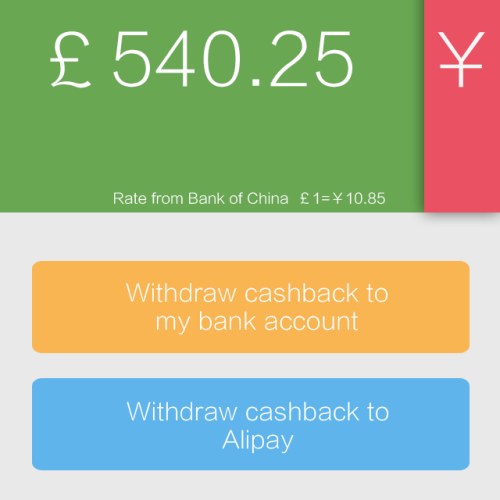 £540.25 ¥
Rate from Bank of China £1=¥10.85
Withdraw cashback to
my bank account
Withdraw cashback to
Alipay